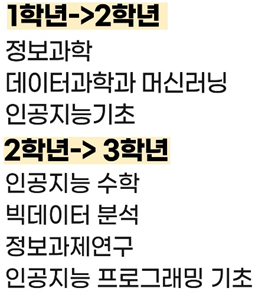 1학년->2학년
정보과학
데이터과학과 머신러닝
인공지능기초
2학년-> 3학년
인공지능 수학
빅데이터 분석
정보과제연구
인공지능 프로그래밍 기초